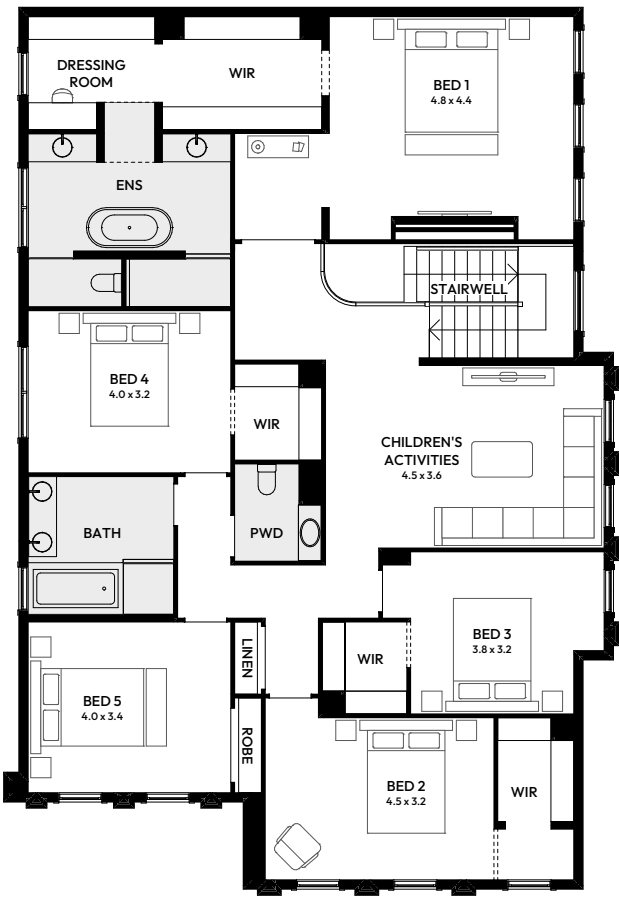 DRESSING
ROOM
WIR
BED 1
4.8 x 4.4
ENS
STAIRWELL
BED 4
4.0 x 3.2
WIR
CHILDREN'S
ACTIVITIES
4.5 x 3.6
BATH
PWD
BED 3
3.8 x 3.2
LINEN
WIR
BED 5
4.0 x 3.4
ROBE
BED 2
4.5 x 3.2
WIR